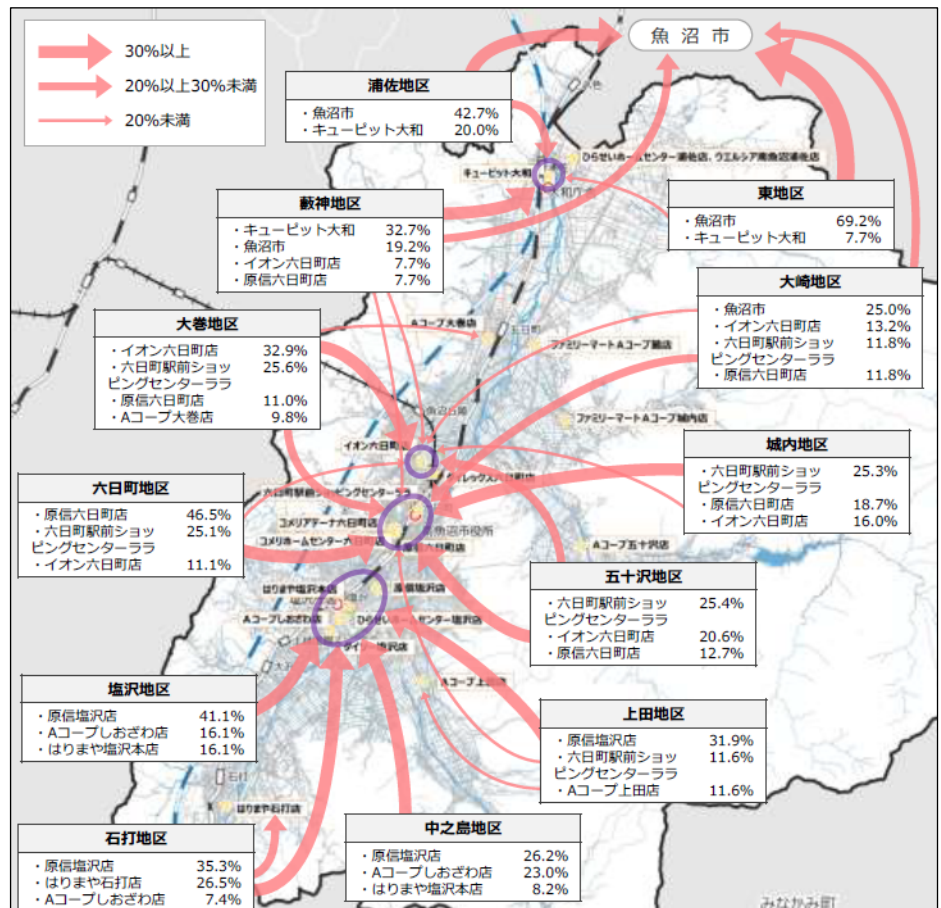 30%以上
20%以上30%未満
20%未満
魚沼市
浦佐地区
・魚沼市 42.7%
・キューピット大和 20.0%
ひらせいホームセンター浦佐店、ウエルシア南魚沼浦佐店
キューピット大和
大和庁舎
東地区
・魚沼市 69.2%
・キューピット大和 7.7%
藪神地区
・キューピット大和 32.7%
・魚沼市 19.2%
・イオン六日町店 7.7%
・原信六日町店 7.7%
大崎地区
・魚沼市 25.0%
・イオン六日町店 13.2%
・六日町駅前ショッ 11.8%
ピングセンターララ
・原信六日町店 11.8%
大巻地区
・イオン六日町店 32.9%
・六日町駅前ショッ 25.6%
ピングセンターララ
・原信六日町店 11.0%
・Aコープ大巻店 9.8%
Aコープ大巻店
五日町
ファミリーマートAコープ城内店
イオン六日町店
城内地区
・六日町駅前ショッ 25.3%
ピングセンターララ
・原信六日町店 18.7%
・イオン六日町店 16.0%
六日町地区
・原信六日町店 46.5%
・六日町駅前ショッ 25.1%
ピングセンターララ
・イオン六日町店 11.1%
六日町駅前ショッピングセンターララ
コメリアテーナ六日町店
南魚沼市役所
コメリホームセンター六日町店
原信六日町店
Aコープ五十沢店
五十沢地区
・六日町駅前ショッ 25.4%
ピングセンターララ
・イオン六日町店 20.6%
・原信六日町店 12.7%
はりまや塩沢本店
原信塩沢店
Aコープしおざわ店
ひらせいホームセンター塩沢店
Aコープ上田店
塩沢地区
・原信塩沢店 41.1%
・Aコープしおざわ店 16.1%
・はりまや塩沢本店 16.1%
上田地区
・原信塩沢店 31.9%
・六日町駅前ショッ 11.6%
ピングセンターララ
・Aコープ上田店 11.6%
石打
はりまや石打店
石打地区
・原信塩沢店 35.3%
・はりまや石打店 26.5%
・Aコープしおざわ店 7.4%
中之島地区
・原信塩沢店 26.2%
・Aコープしおざわ店 23.0%
・はりまや塩沢本店 8.2%
みなかみ町